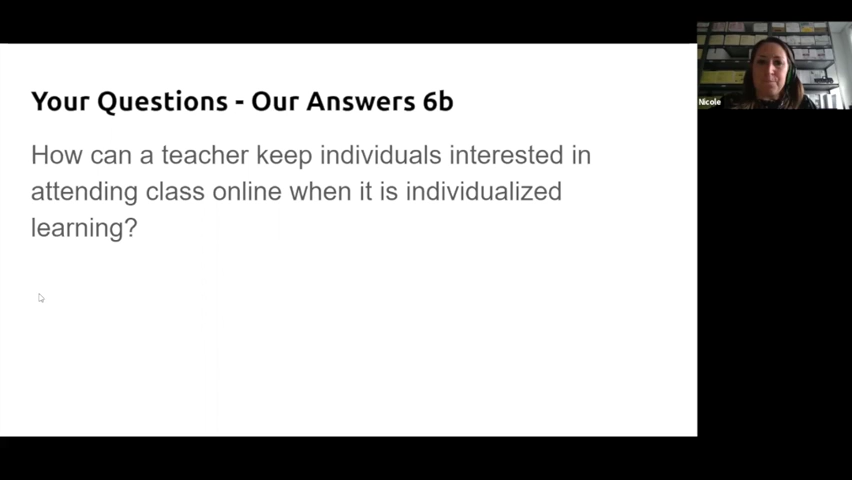 Your Questions - Our Answers 6b
How can a teacher keep individuals interested in
attending class online when it is individualized
learning?
Nicole